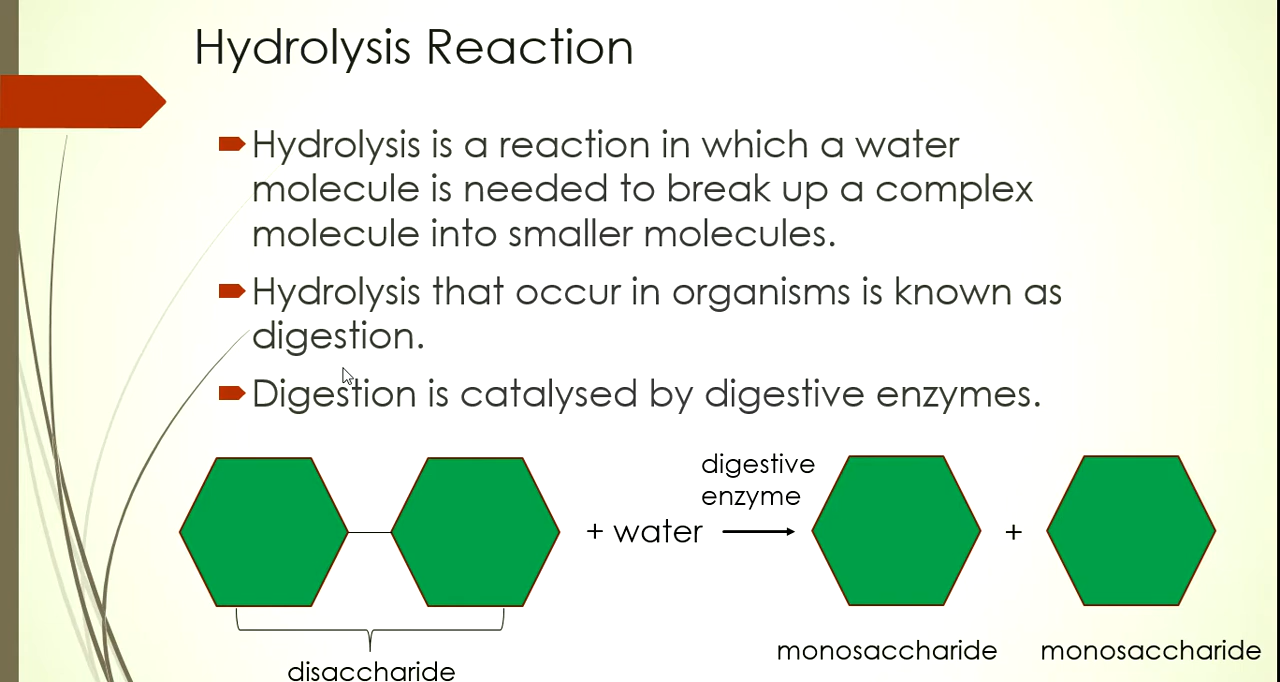 Hydrolysis Reaction
Hydrolysis is a reaction in which a water
molecule is needed to break up a complex
molecule into smaller molecules.
Hydrolysis that occur in organisms is known as
digestion.
Digestion is catalysed by digestive enzymes.
digestive
enzyme
+ water
+
disaccharide
monosaccharide
monosaccharide